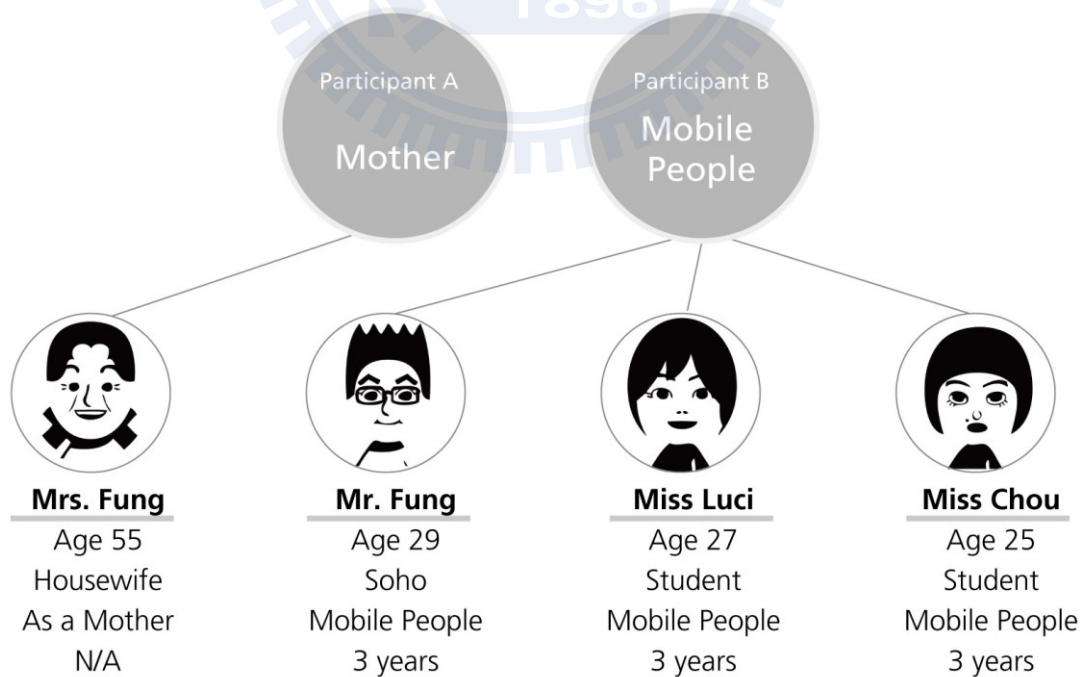 1896
Participant A
Mother
Participant B
Mobile
People
Mrs. Fung
Age 55
Housewife
As a Mother
N/A
Mr. Fung
Age 29
Soho
Mobile People
3 years
Miss Luci
Age 27
Student
Mobile People
3 years
Miss Chou
Age 25
Student
Mobile People
3 years